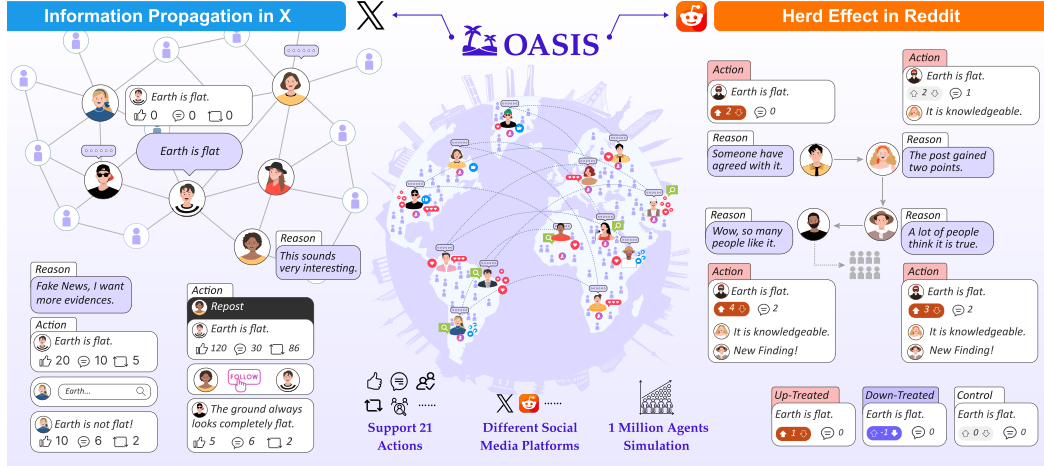 Information Propagation in X
OASIS
Herd Effect in Reddit
Earth is flat.
0 0 0
Earth is flat
Reason
This sounds
very interesting.
Reason
Fake News, I want
more evidences.
Action
Earth is flat.
20 10 5
Earth...
Earth is not flat!
10 6 2
Action
Repost
Earth is flat.
120 30 86
FOLLOW
The ground always
looks completely flat.
5 6 2
Support 21
Actions
......
Different Social
Media Platforms
......
1 Million Agents
Simulation
Action
Earth is flat.
2 0
Reason
Someone have
agreed with it.
Action
Earth is flat.
2 1
It is knowledgeable.
Reason
The post gained
two points.
Reason
Wow, so many
people like it.
Reason
A lot of people
think it is true.
Action
Earth is flat.
4 2
It is knowledgeable.
New Finding!
Action
Earth is flat.
3 2
It is knowledgeable.
New Finding!
Up-Treated
Earth is flat.
1 0
Down-Treated
Earth is flat.
-1 0
Control
Earth is flat.
0 0